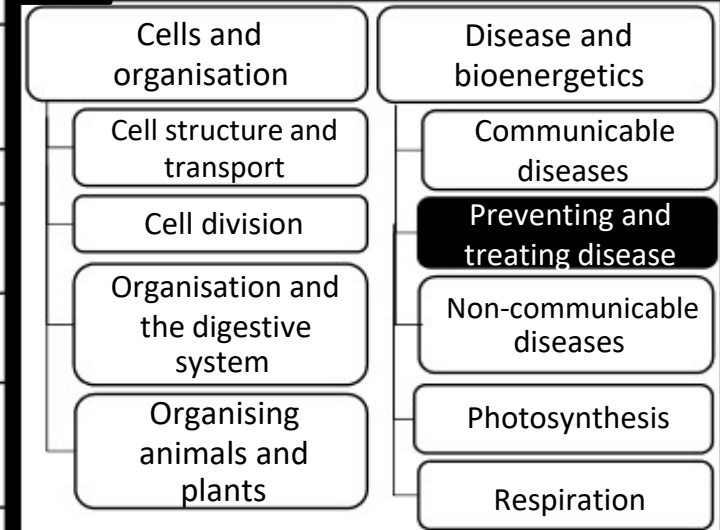 Cells and
organisation
Cell structure and
transport
Cell division
Organisation and
the digestive
system
Organising
animals and
plants
Disease and
bioenergetics
Communicable
diseases
Preventing and
treating disease
Non-communicable
diseases
Photosynthesis
Respiration